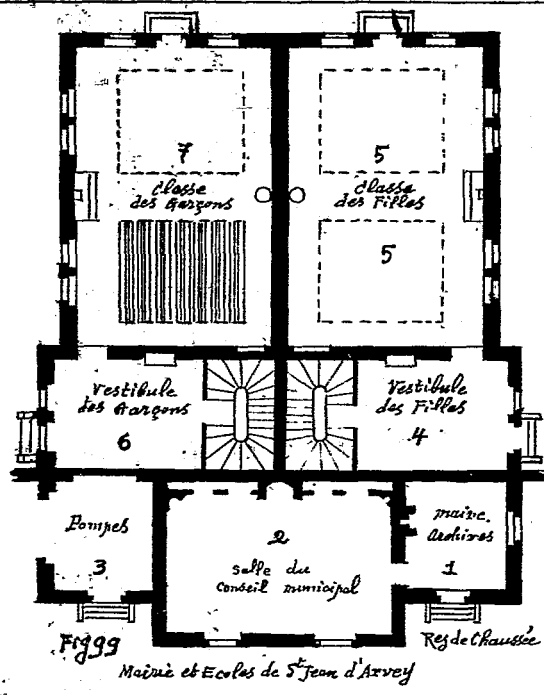 7
Classe
des Garçons
5
Classe
des Filles
5
Vestibule
des Garçons
6
Vestibule
des Filles
4
Pompes
3
2
Salle du
Conseil municipal
maire.
Archives
1
Fig 99
Rez de Chaussée
Mairie et Ecoles de St Jean d'Arvey